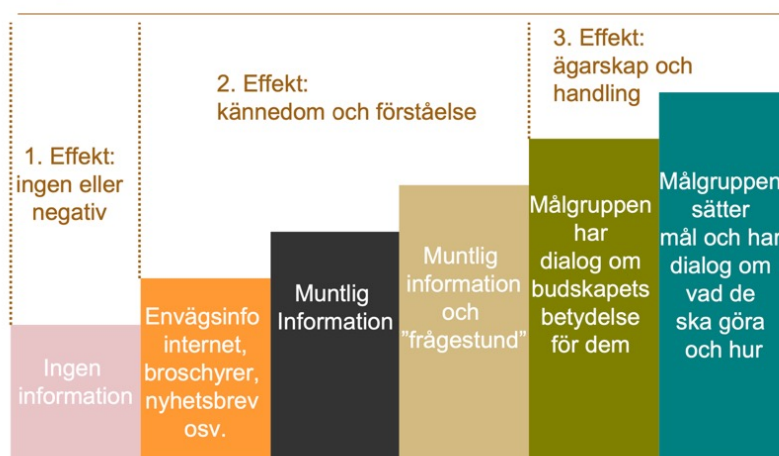 1. Effekt:
ingen eller
negativ
2. Effekt:
kännedom och förståelse
3. Effekt:
ägarskap och
handling
Ingen
information
Envägsinfo
internet,
broschyrer,
nyhetsbrev
osv.
Muntlig
Information
Muntlig
information
och
”frågestund”
Målgruppen
har
dialog om
budskapets
betydelse
för dem
Målgruppen
sätter
mål och har
dialog om
vad de
ska göra
och hur